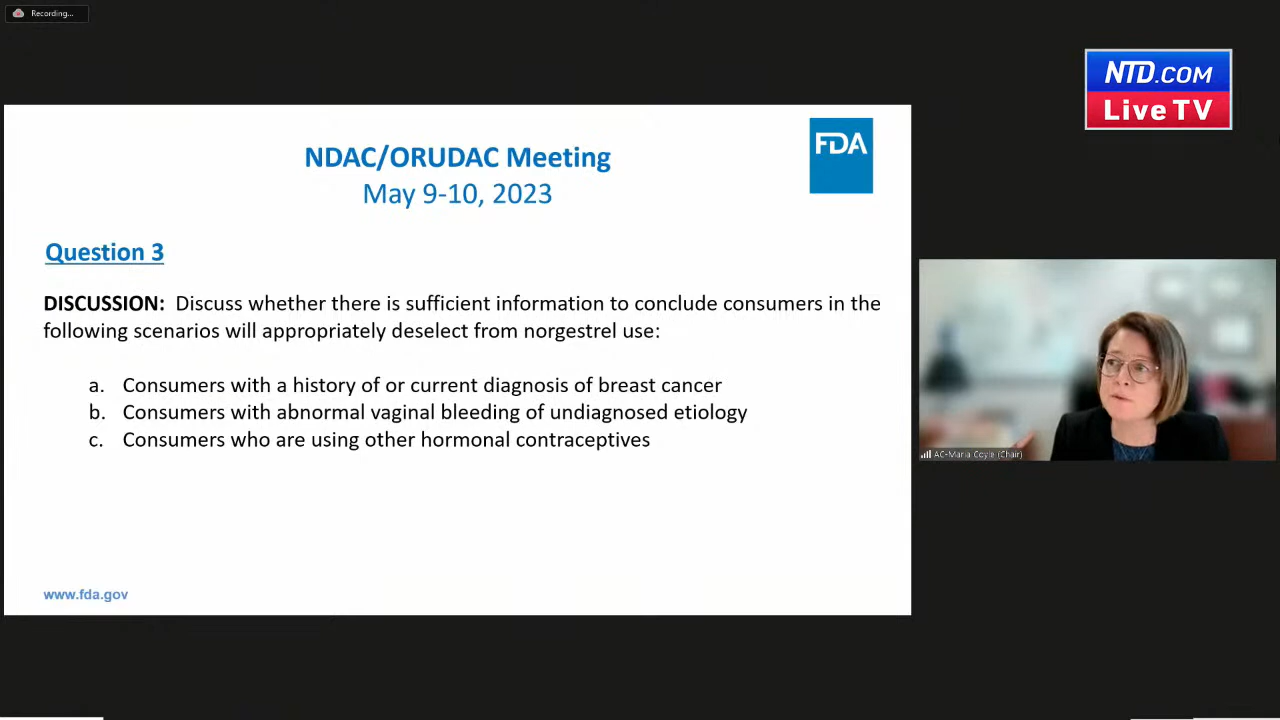 Recording...
NTD.COM
Live TV
FDA
NDAC/ORUDAC Meeting
May 9-10, 2023
Question 3
DISCUSSION: Discuss whether there is sufficient information to conclude consumers in the
following scenarios will appropriately deselect from norgestrel use:
a. Consumers with a history of or current diagnosis of breast cancer
b. Consumers with abnormal vaginal bleeding of undiagnosed etiology
c. Consumers who are using other hormonal contraceptives
AC-Maria Coyle (Chair)
www.fda.gov